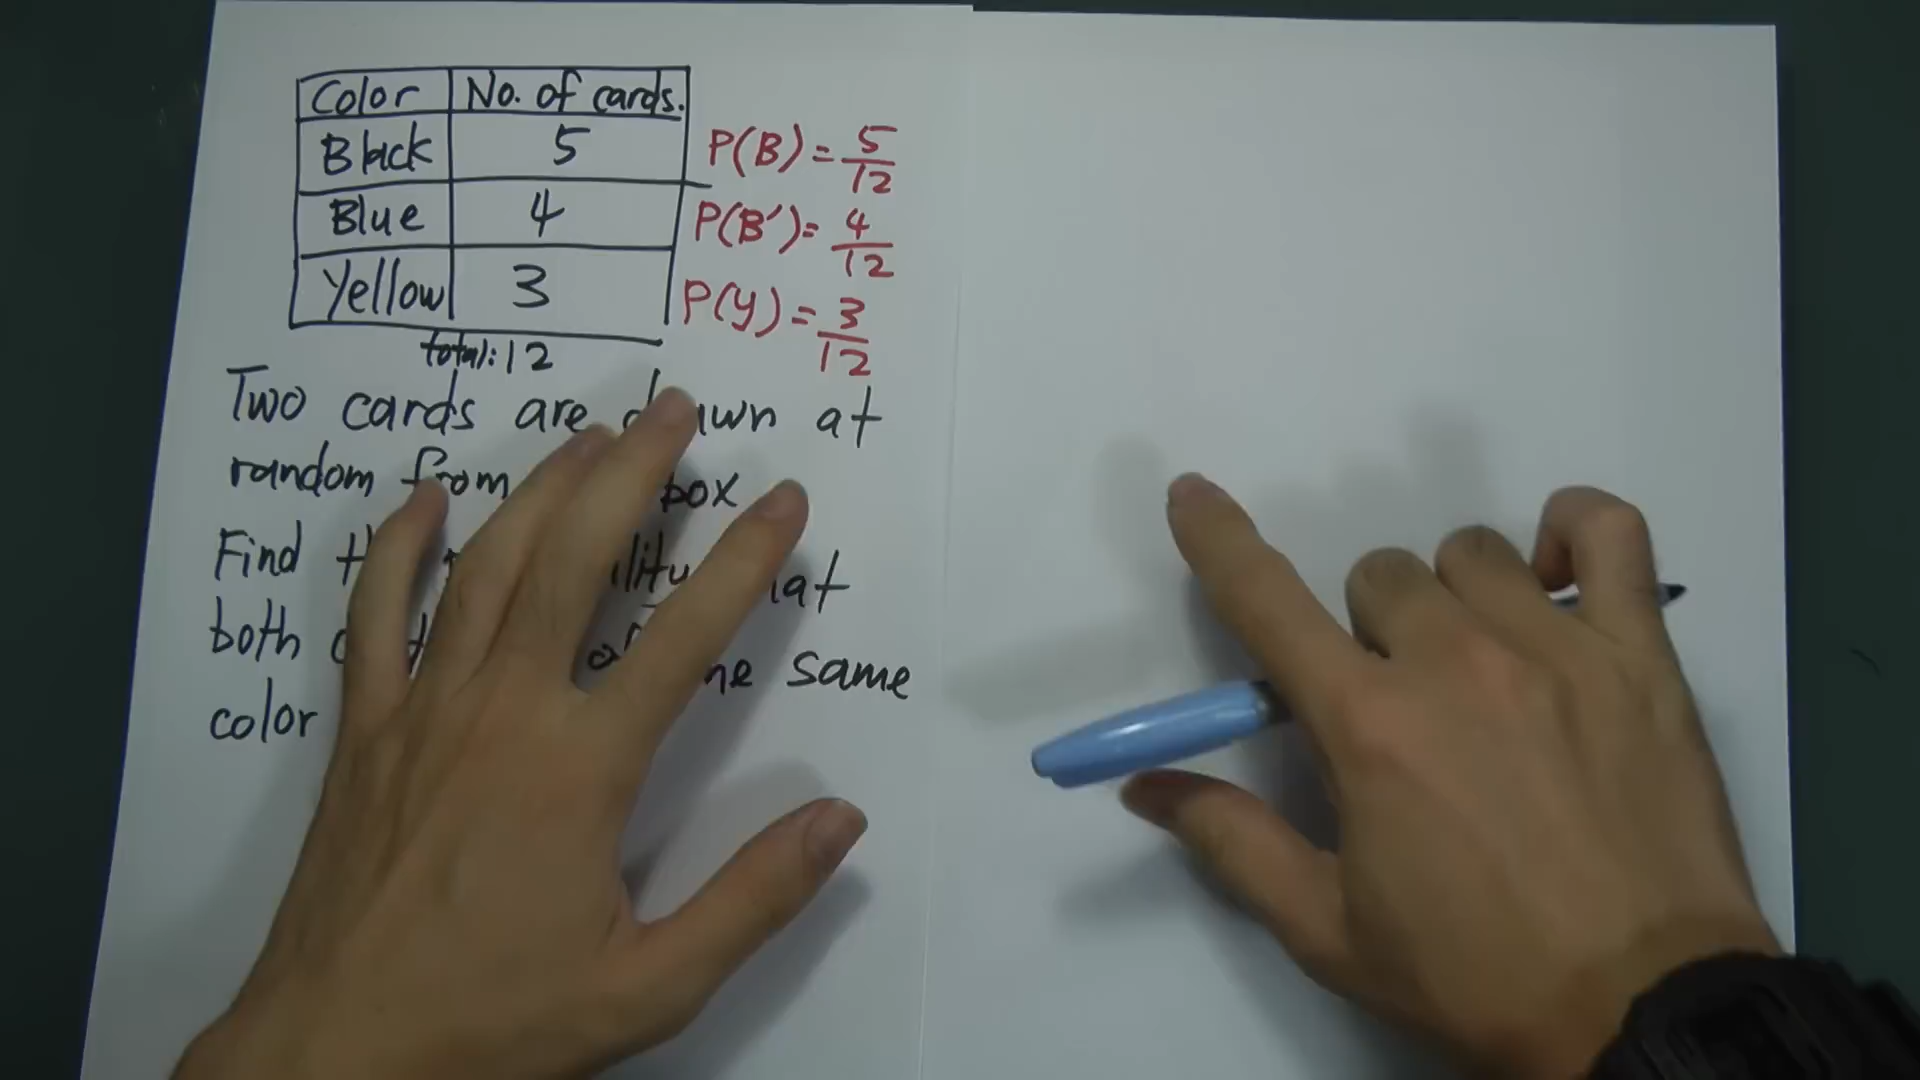 Color No. of cards.
Black 5 P(B) = 5/12
Blue 4 P(B') = 4/12
Yellow 3 P(Y) = 3/12
total: 12
Two cards are at
random from box
Find
both same
color